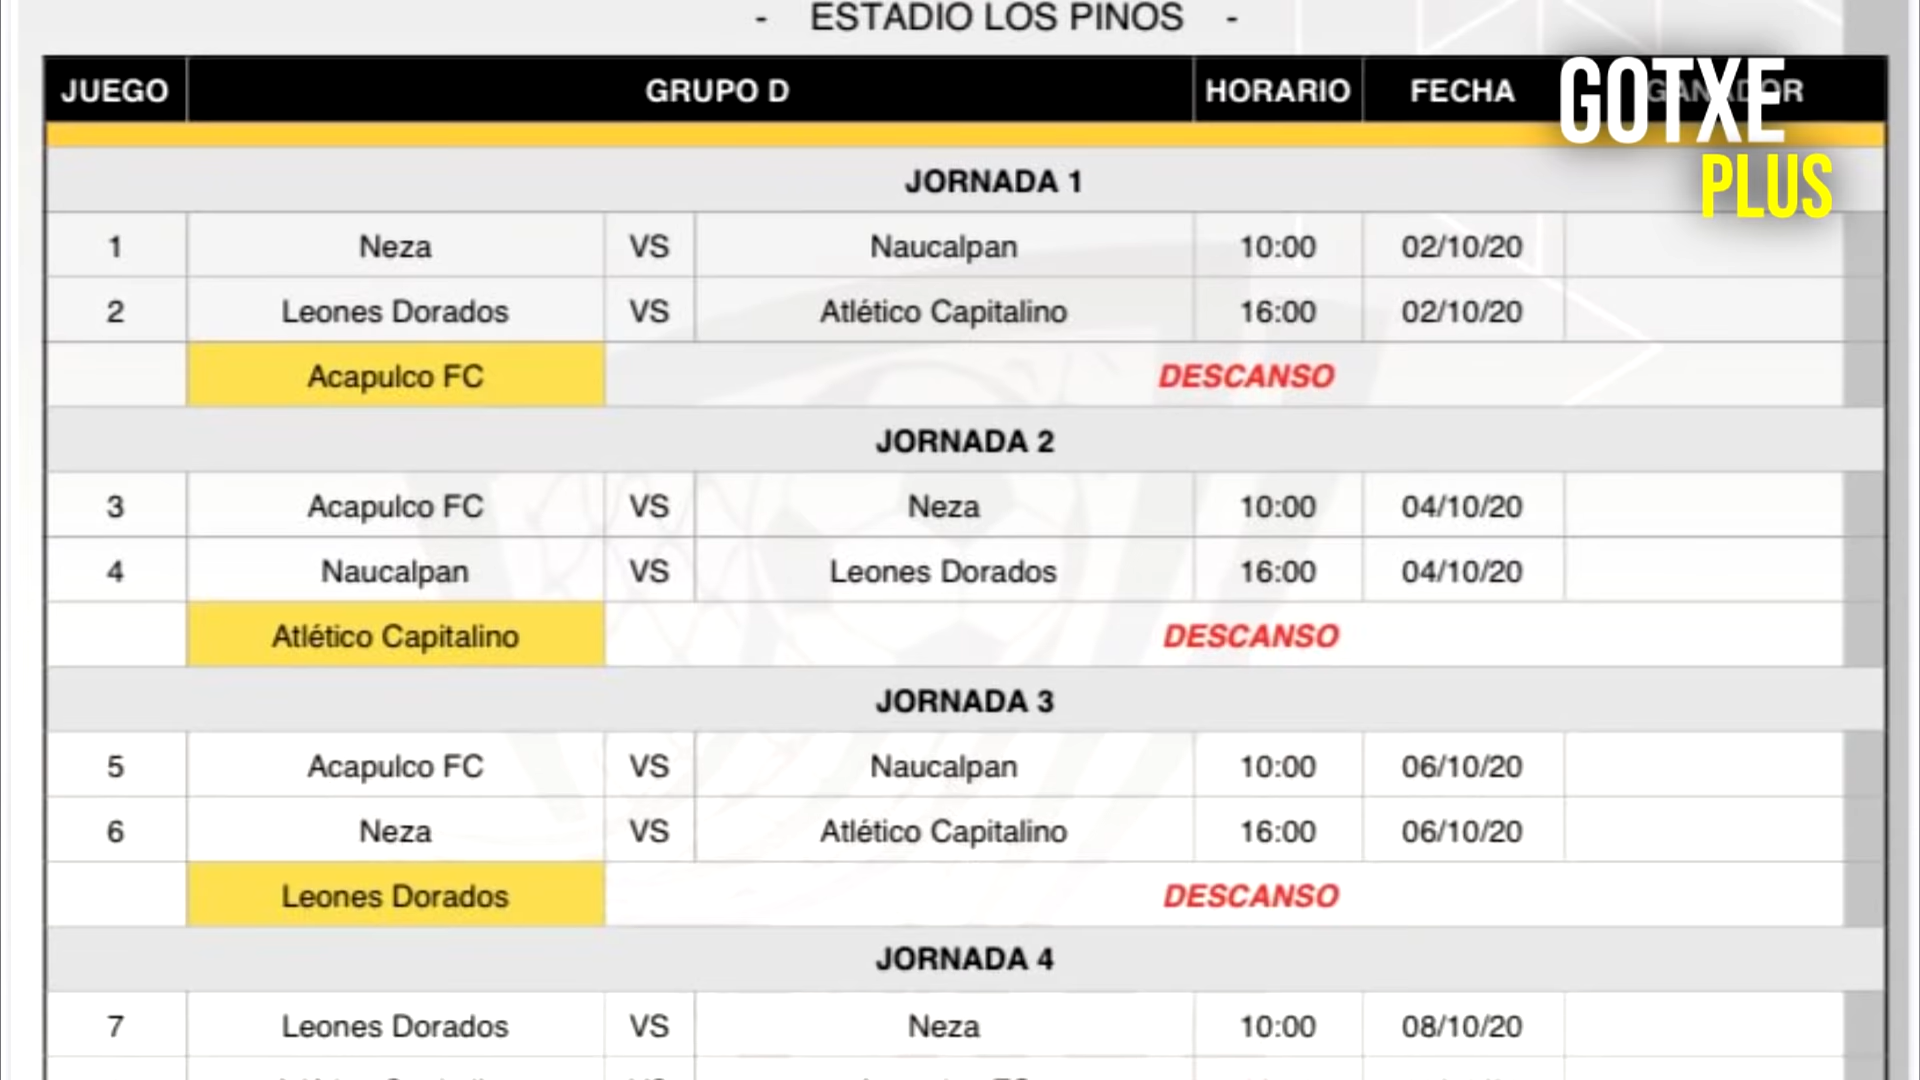 - ESTADIO LOS PINOS -
JUEGO GRUPO D HORARIO FECHA GANADOR
GOTXE
PLUS
JORNADA 1
1 Neza VS Naucalpan 10:00 02/10/20
2 Leones Dorados VS Atlético Capitalino 16:00 02/10/20
Acapulco FC DESCANSO
JORNADA 2
3 Acapulco FC VS Neza 10:00 04/10/20
4 Naucalpan VS Leones Dorados 16:00 04/10/20
Atlético Capitalino DESCANSO
JORNADA 3
5 Acapulco FC VS Naucalpan 10:00 06/10/20
6 Neza VS Atlético Capitalino 16:00 06/10/20
Leones Dorados DESCANSO
JORNADA 4
7 Leones Dorados VS Neza 10:00 08/10/20